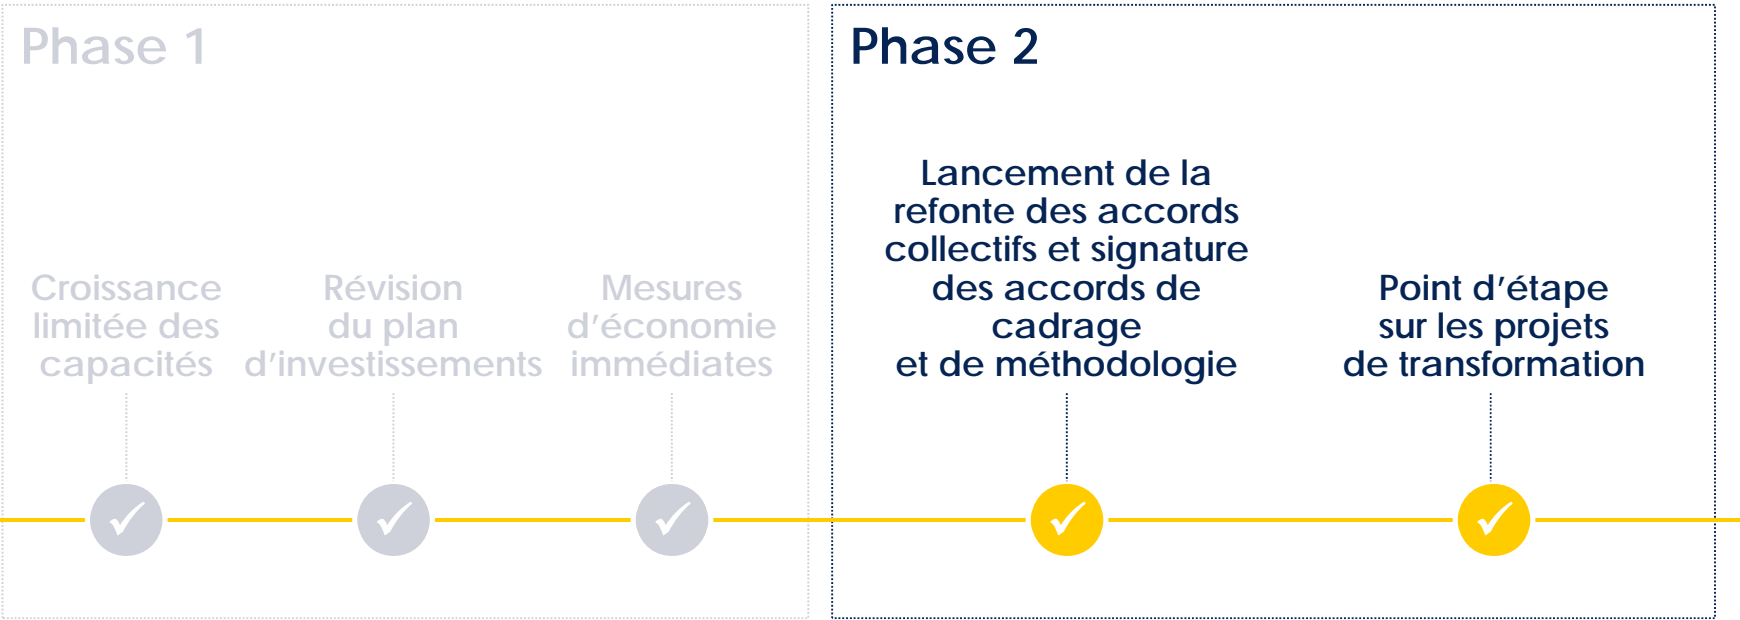 Phase 1
Croissance
limitée des
capacités
Révision
du plan
d'investissements
Mesures
d’économie
immédiates
Phase 2
Lancement de la
refonte des accords
collectifs et signature
des accords de
cadrage
et de méthodologie
Point d’étape
sur les projets
de transformation